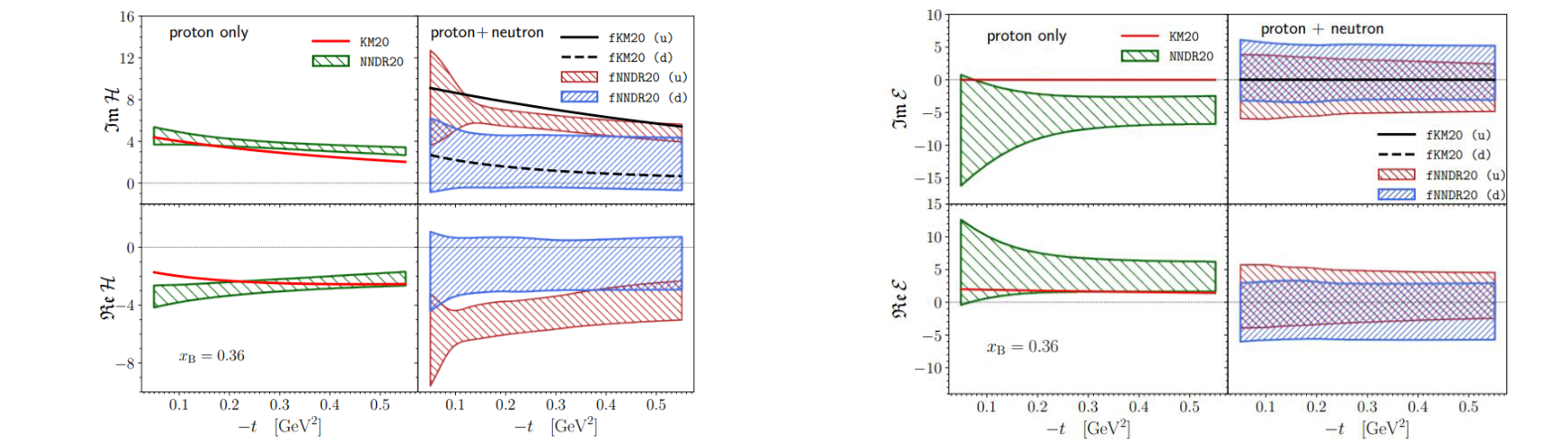 16
12
8
4
0
ℑm ℋ
proton only
KM20
NNDR20
proton + neutron
fKM20 (u)
fKM20 (d)
fNNDR20 (u)
fNNDR20 (d)
0
−4
−8
ℜe ℋ
x_B = 0.36
0.1 0.2 0.3 0.4 0.5
0.1 0.2 0.3 0.4 0.5
−t [GeV²]
−t [GeV²]
10
5
0
−5
−10
−15
ℑm ℰ
proton only
KM20
NNDR20
proton + neutron
fKM20 (u)
fKM20 (d)
fNNDR20 (u)
fNNDR20 (d)
15
10
5
0
−5
−10
ℜe ℰ
x_B = 0.36
0.1 0.2 0.3 0.4 0.5
0.1 0.2 0.3 0.4 0.5
−t [GeV²]
−t [GeV²]